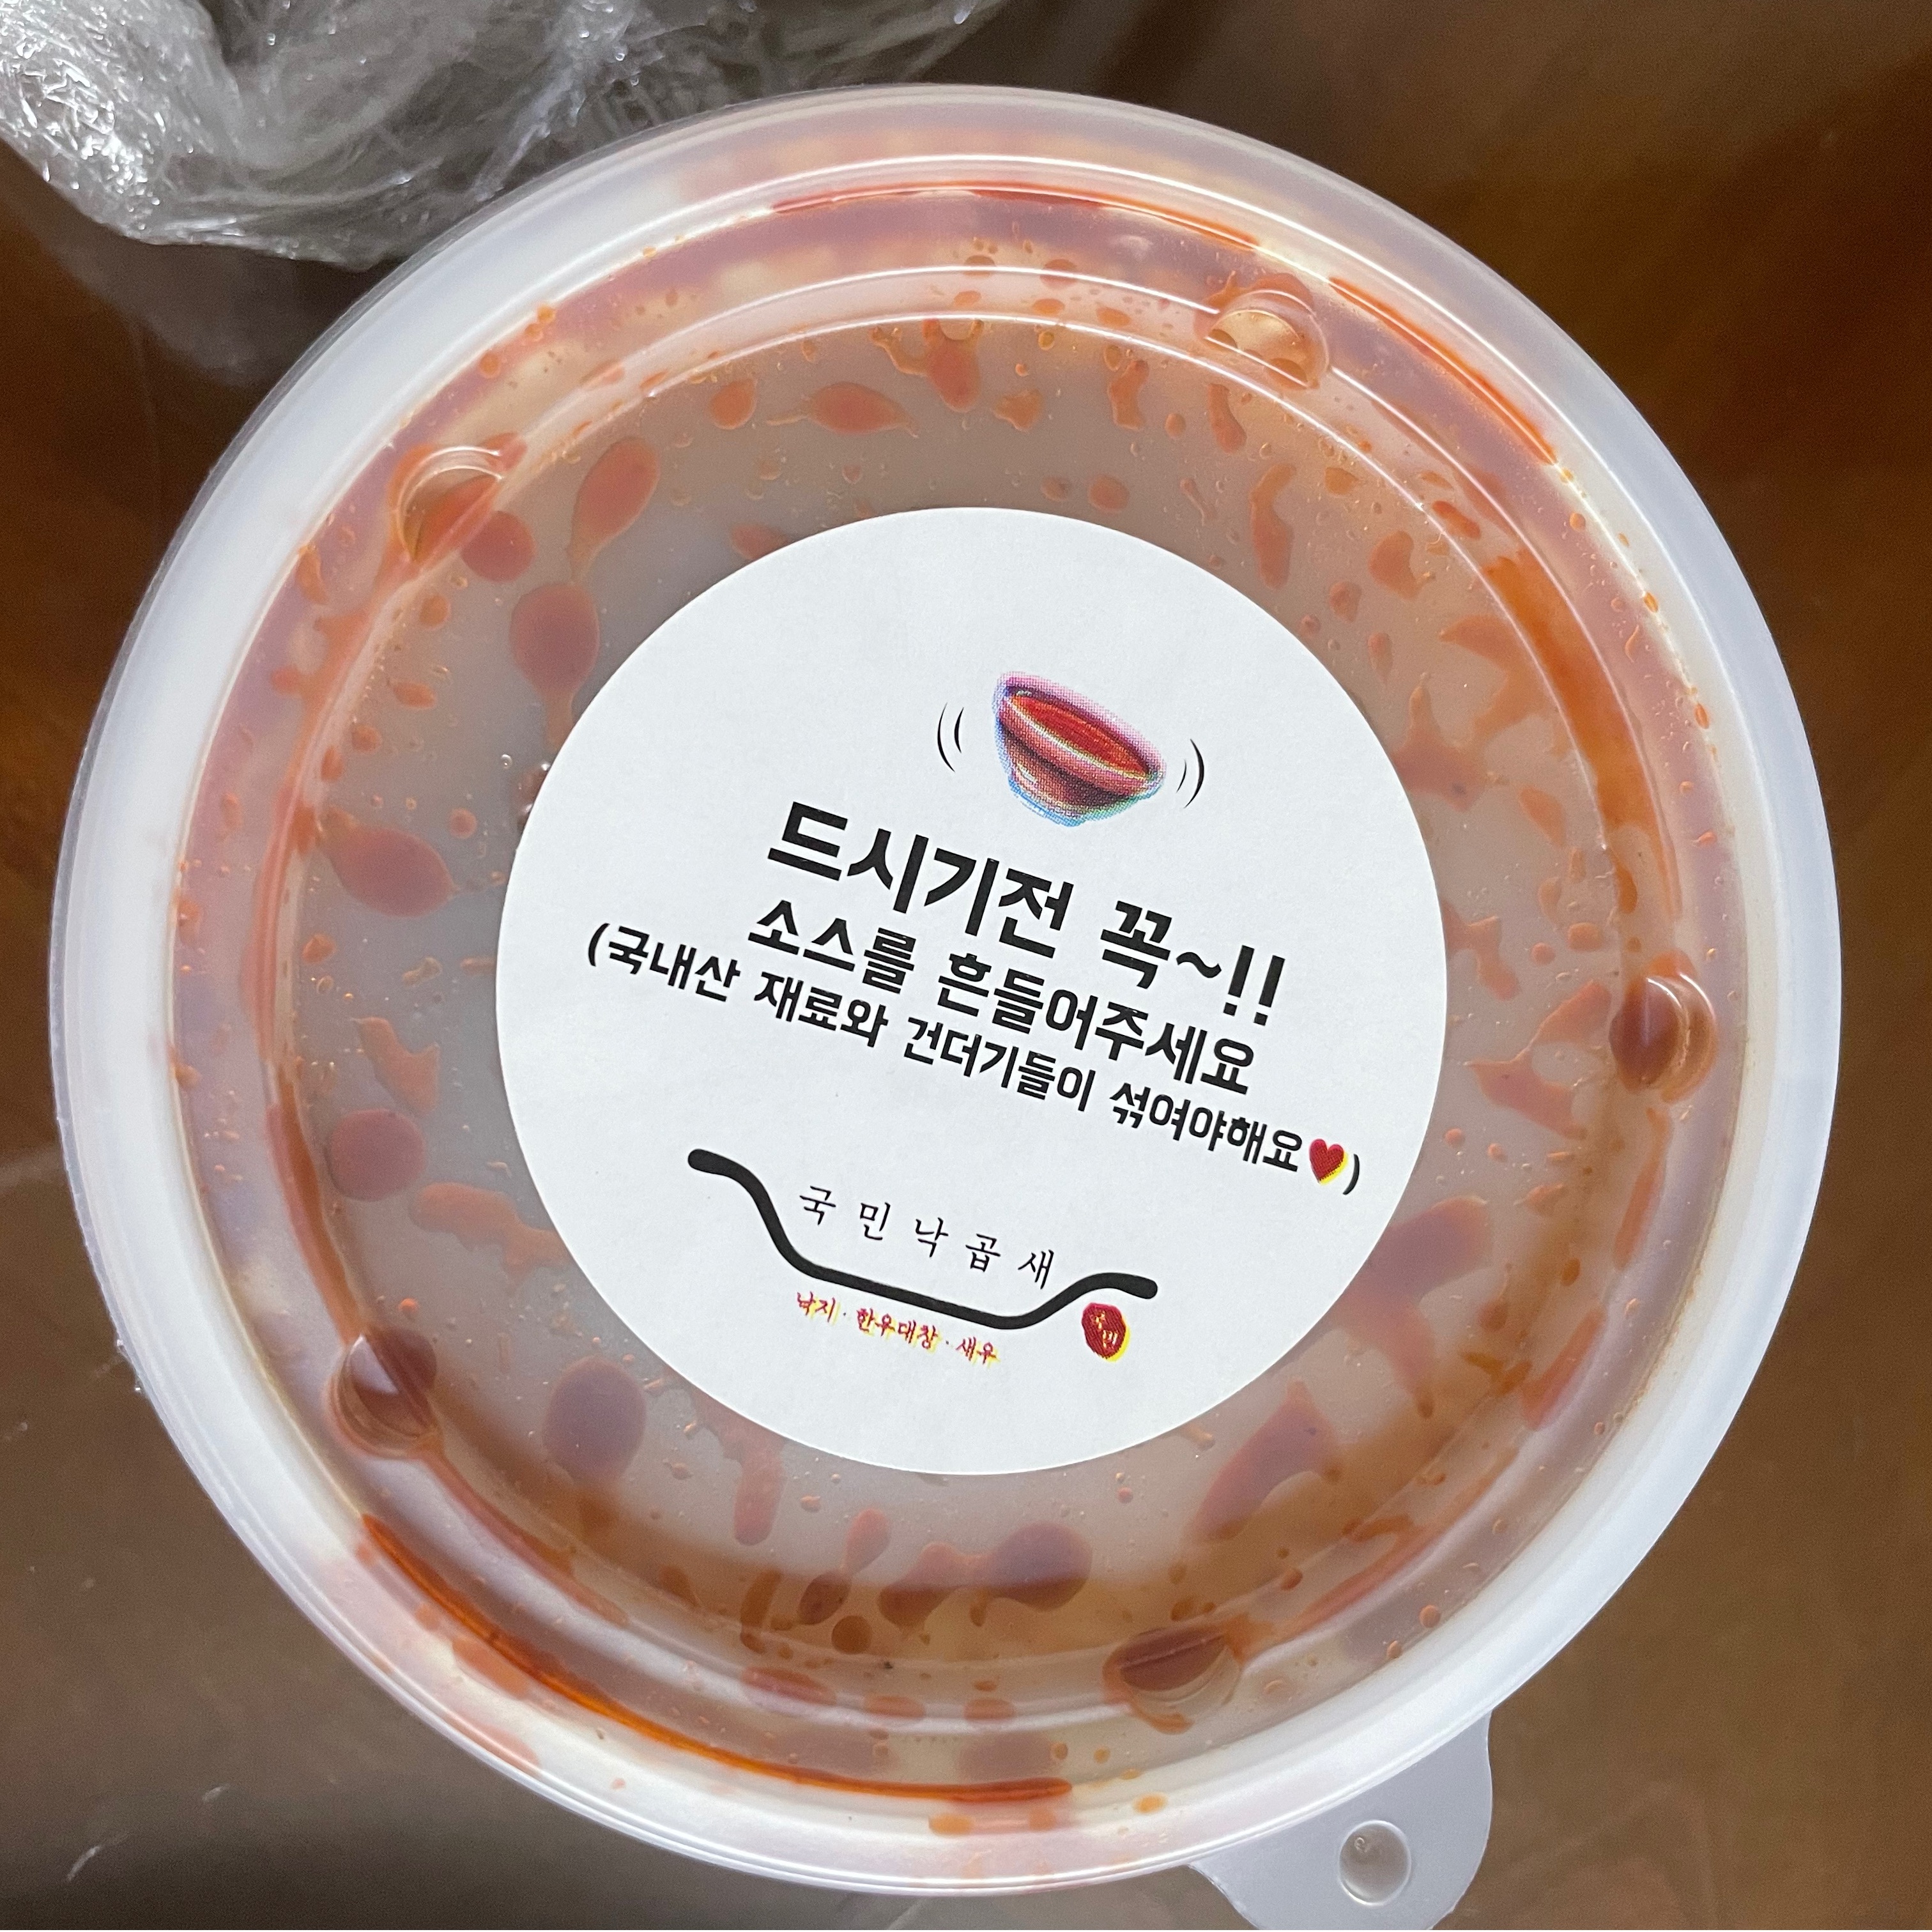 드시기전 꼭~!!
소스를 흔들어주세요
(국내산 재료와 건더기들이 섞여야해요♥)
국민낙곱새
낙지 · 한우대창 · 새우
국민